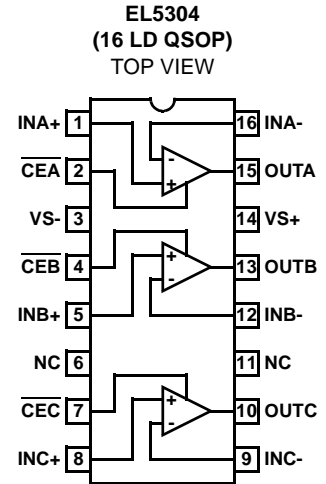 EL5304
(16 LD QSOP)
TOP VIEW
INA+ 1 16 INA-
CEA 2 - + 15 OUTA
VS- 3 14 VS+
CEB 4 + - 13 OUTB
INB+ 5 12 INB-
NC 6 11 NC
CEC 7 + - 10 OUTC
INC+ 8 9 INC-